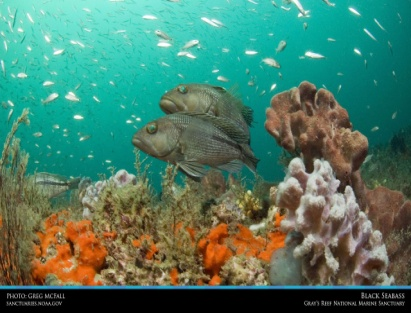 PHOTO: GREG MCFALL
SANCTUARIES.NOAA.GOV
BLACK SEABASS
GRAY'S REEF NATIONAL MARINE SANCTUARY